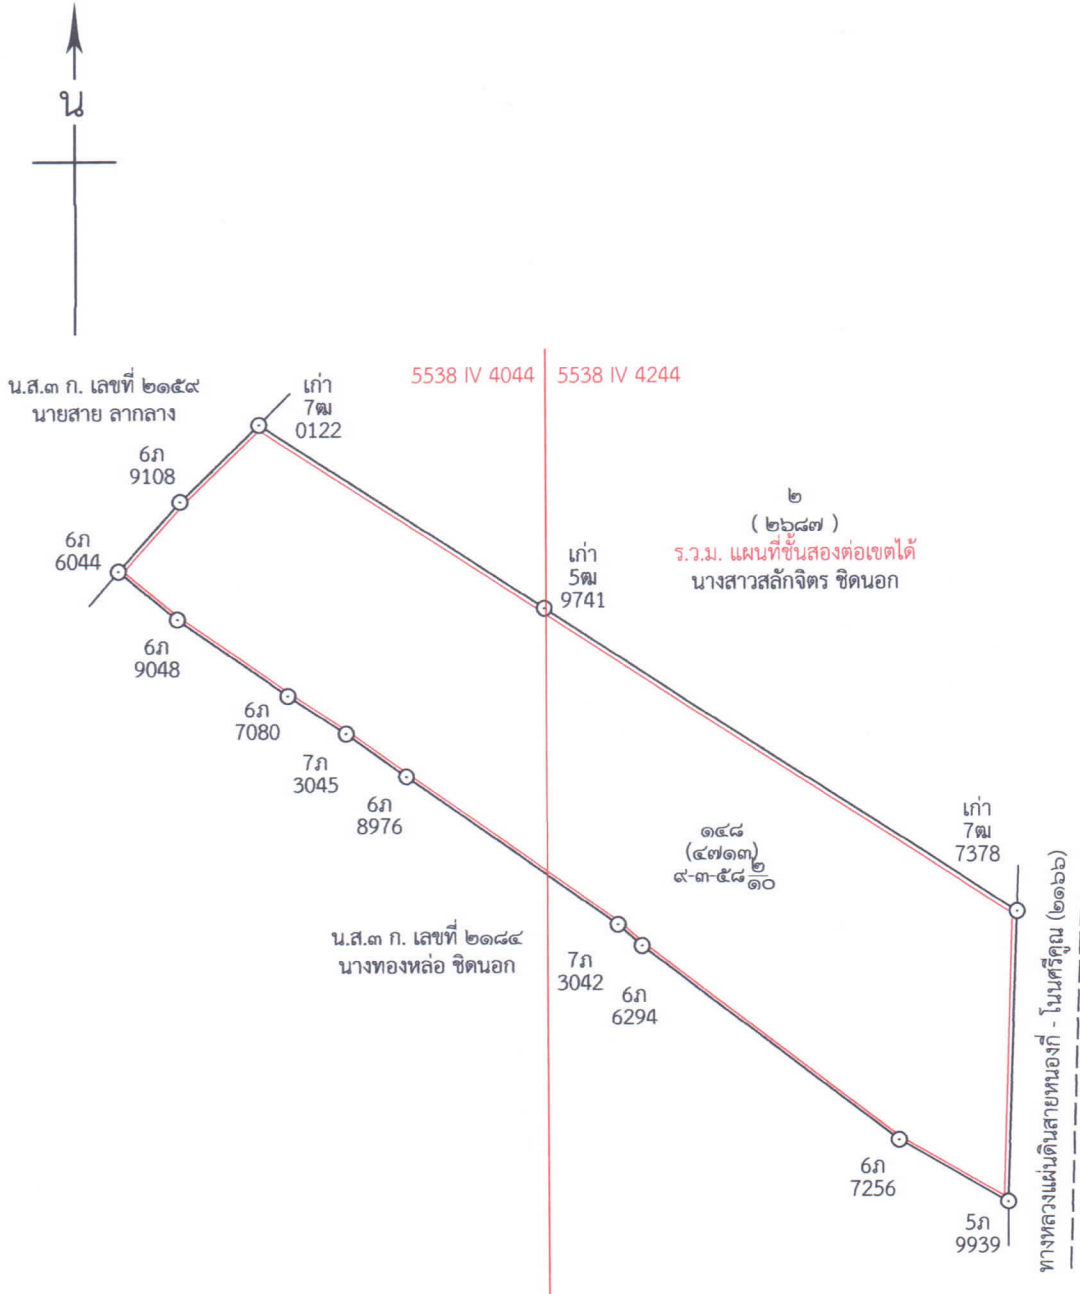 น
น.ส.๓ ก. เลขที่ ๒๑๕๙
นายสาย ลากลาง
เก่า
7ฒ
0122
5538 IV 4044
5538 IV 4244
6ภ
9108
6ภ
6044
๒
( ๒๖๘๗ )
ร.ว.ม. แผนที่ชั้นสองต่อเขตได้
นางสาวสลักจิตร ชิดนอก
เก่า
5ฒ
9741
6ภ
9048
6ภ
7080
7ภ
3045
6ภ
8976
เก่า
7ฒ
7378
๑๔๘
(๔๗๑๓)
๙-๓-๕๘ ๒/๑๐
น.ส.๓ ก. เลขที่ ๒๑๘๔
นางทองหล่อ ชิดนอก
7ภ
3042
6ภ
6294
6ภ
7256
5ภ
9939
ทางหลวงแผ่นดินสายหนองกี่ - โนนศรีคูณ (๒๑๖๖)